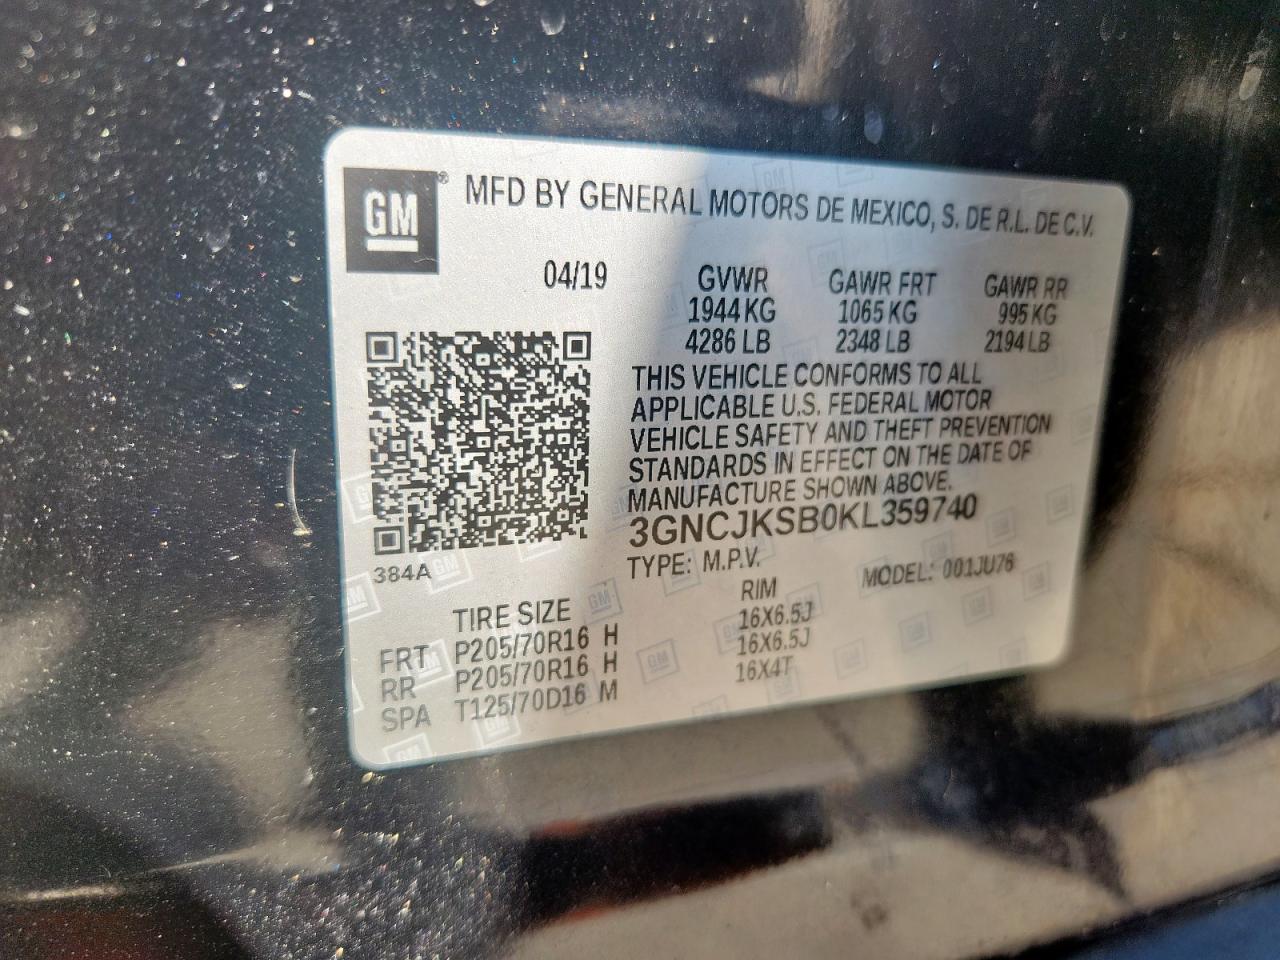 GM ® MFD BY GENERAL MOTORS DE MEXICO, S. DE R.L. DE C.V.
04/19 GVWR GAWR FRT GAWR RR
1944 KG 1065 KG 995 KG
4286 LB 2348 LB 2194 LB
THIS VEHICLE CONFORMS TO ALL
APPLICABLE U.S. FEDERAL MOTOR
VEHICLE SAFETY AND THEFT PREVENTION
STANDARDS IN EFFECT ON THE DATE OF
MANUFACTURE SHOWN ABOVE.
3GNCJKSB0KL359740
384A TYPE: M.P.V. MODEL: 001JU76
TIRE SIZE RIM
FRT P205/70R16 H 16X6.5J
RR P205/70R16 H 16X6.5J
SPA T125/70D16 M 16X4T